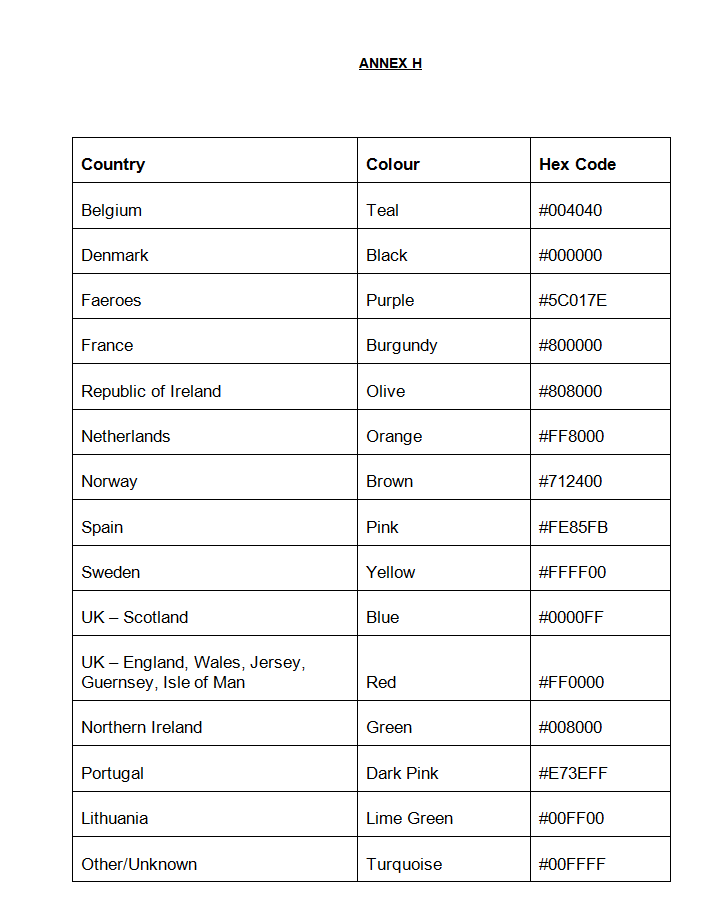 ANNEX H
Country Colour Hex Code
Belgium Teal #004040
Denmark Black #000000
Faeroes Purple #5C017E
France Burgundy #800000
Republic of Ireland Olive #808000
Netherlands Orange #FF8000
Norway Brown #712400
Spain Pink #FE85FB
Sweden Yellow #FFFF00
UK – Scotland Blue #0000FF
UK – England, Wales, Jersey,
Guernsey, Isle of Man Red #FF0000
Northern Ireland Green #008000
Portugal Dark Pink #E73EFF
Lithuania Lime Green #00FF00
Other/Unknown Turquoise #00FFFF